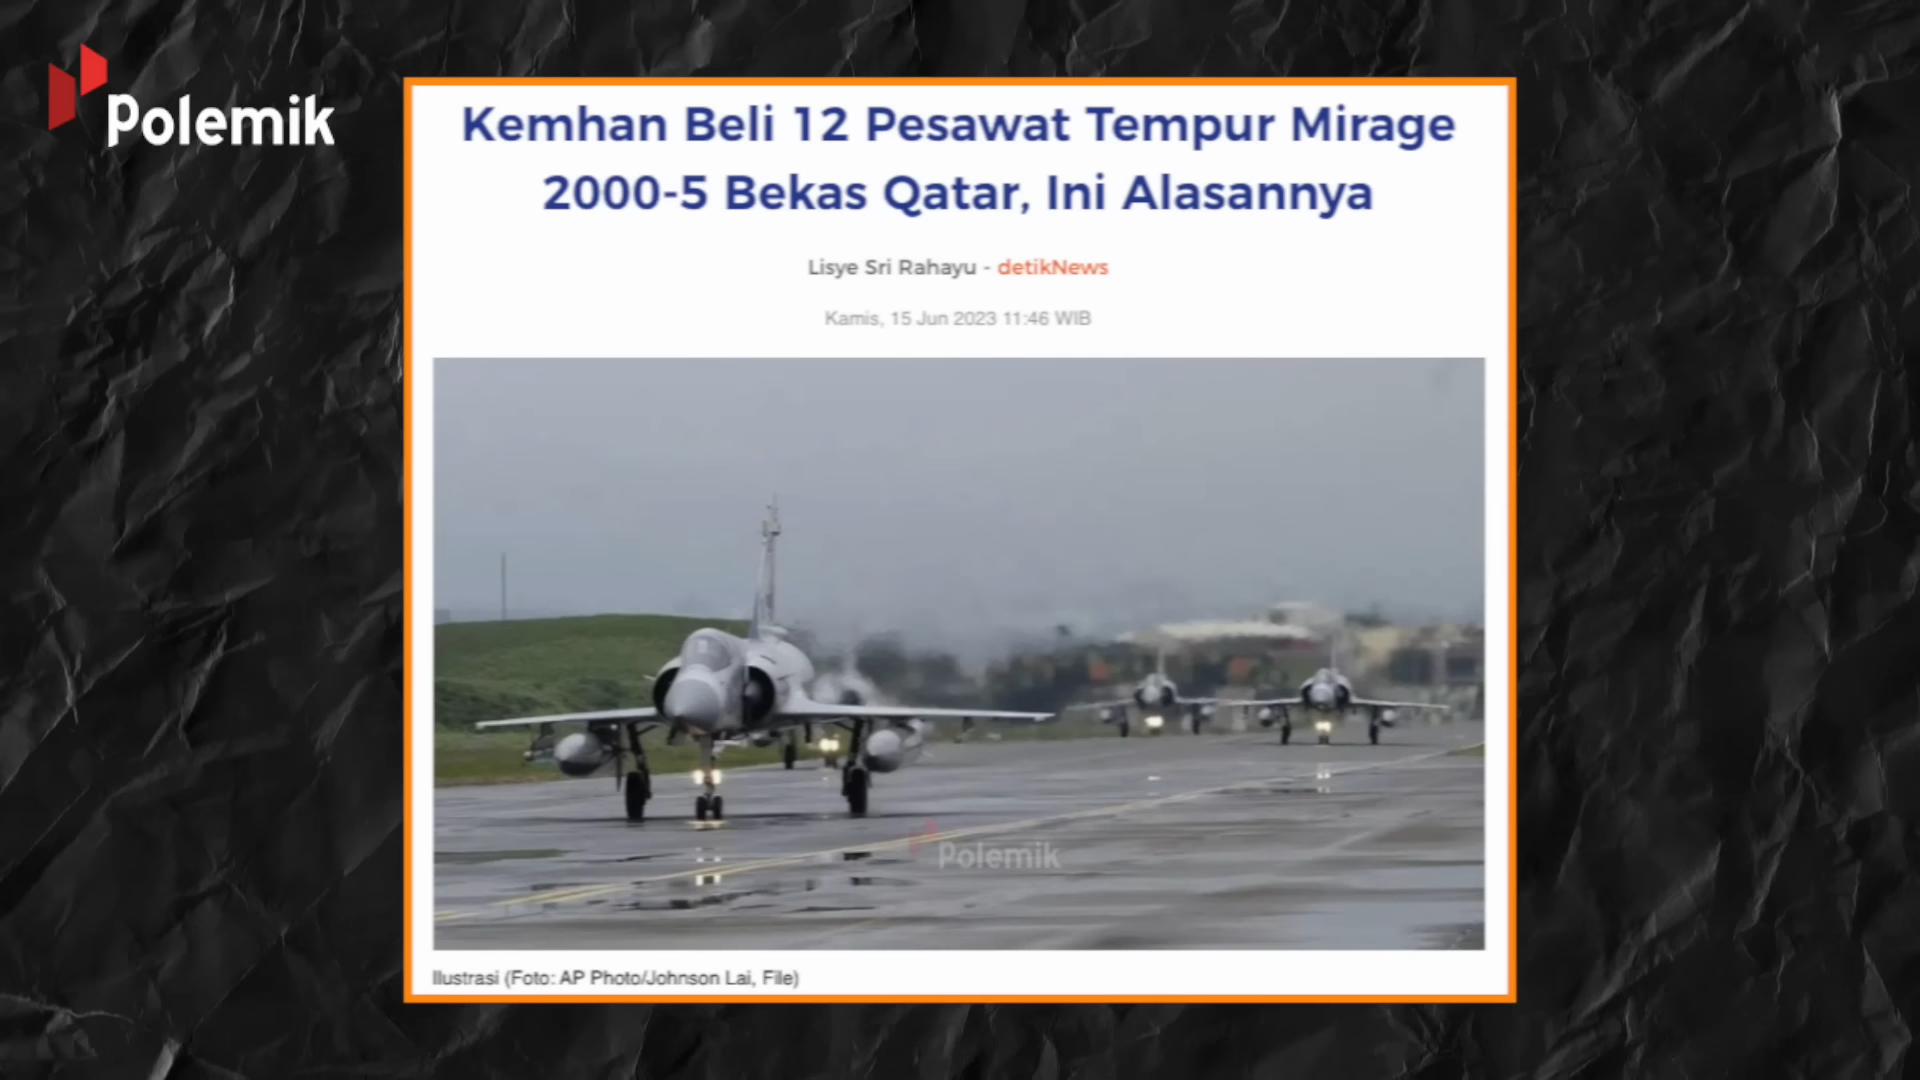 Polemik
Kemhan Beli 12 Pesawat Tempur Mirage
2000-5 Bekas Qatar, Ini Alasannya
Lisye Sri Rahayu - detikNews
Kamis, 15 Jun 2023 11:46 WIB
Polemik
Ilustrasi (Foto: AP Photo/Johnson Lai, File)